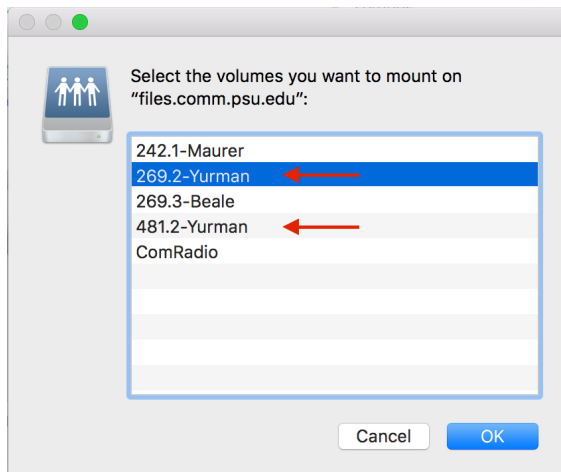 Select the volumes you want to mount on
“files.comm.psu.edu”:
242.1-Maurer
269.2-Yurman
269.3-Beale
481.2-Yurman
ComRadio
Cancel
OK